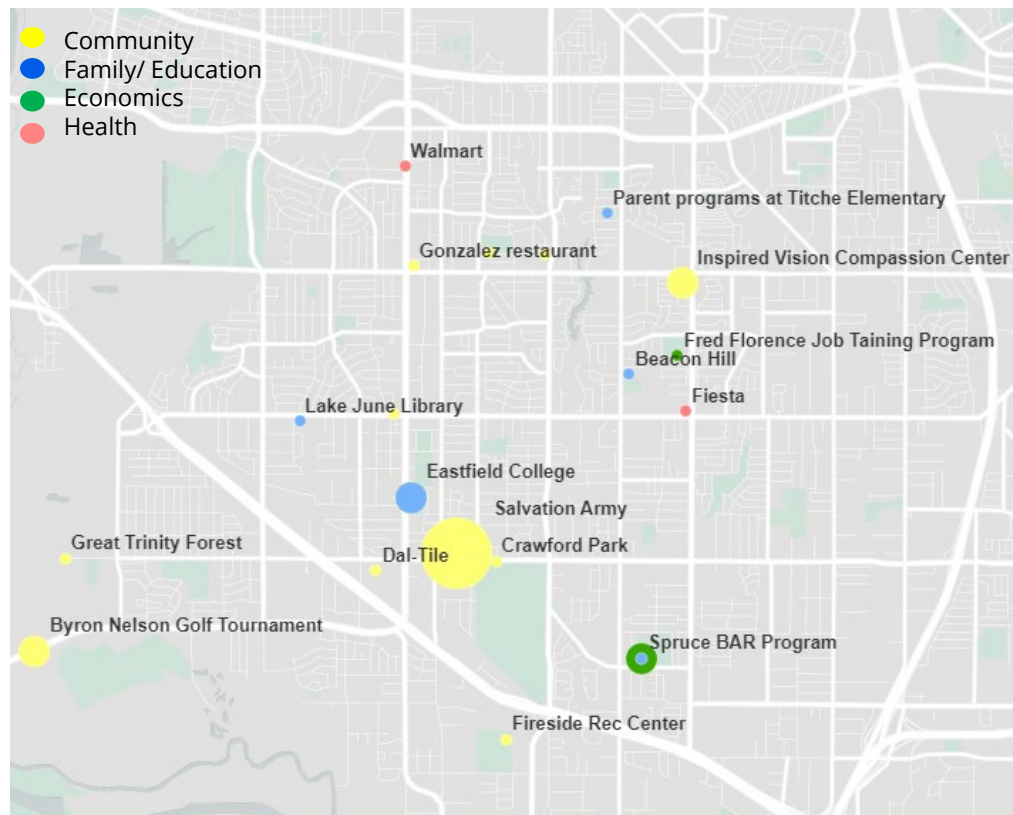 Community
Family/ Education
Economics
Health
Walmart
Parent programs at Titche Elementary
Gonzalez restaurant
Inspired Vision Compassion Center
Fred Florence Job Taining Program
Beacon Hill
Fiesta
Lake June Library
Eastfield College
Salvation Army
Crawford Park
Great Trinity Forest
Dal-Tile
Byron Nelson Golf Tournament
Spruce BAR Program
Fireside Rec Center